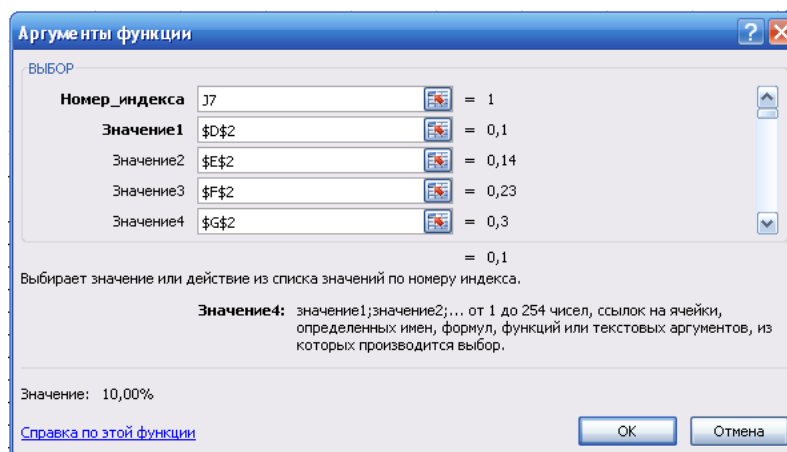 Аргументы функции
ВЫБОР
Номер_индекса J7 = 1
Значение1 $D$2 = 0,1
Значение2 $E$2 = 0,14
Значение3 $F$2 = 0,23
Значение4 $G$2 = 0,3
= 0,1
Выбирает значение или действие из списка значений по номеру индекса.
Значение4: значение1;значение2;... от 1 до 254 чисел, ссылок на ячейки,
определенных имен, формул, функций или текстовых аргументов, из
которых производится выбор.
Значение: 10,00%
Справка по этой функции OK Отмена